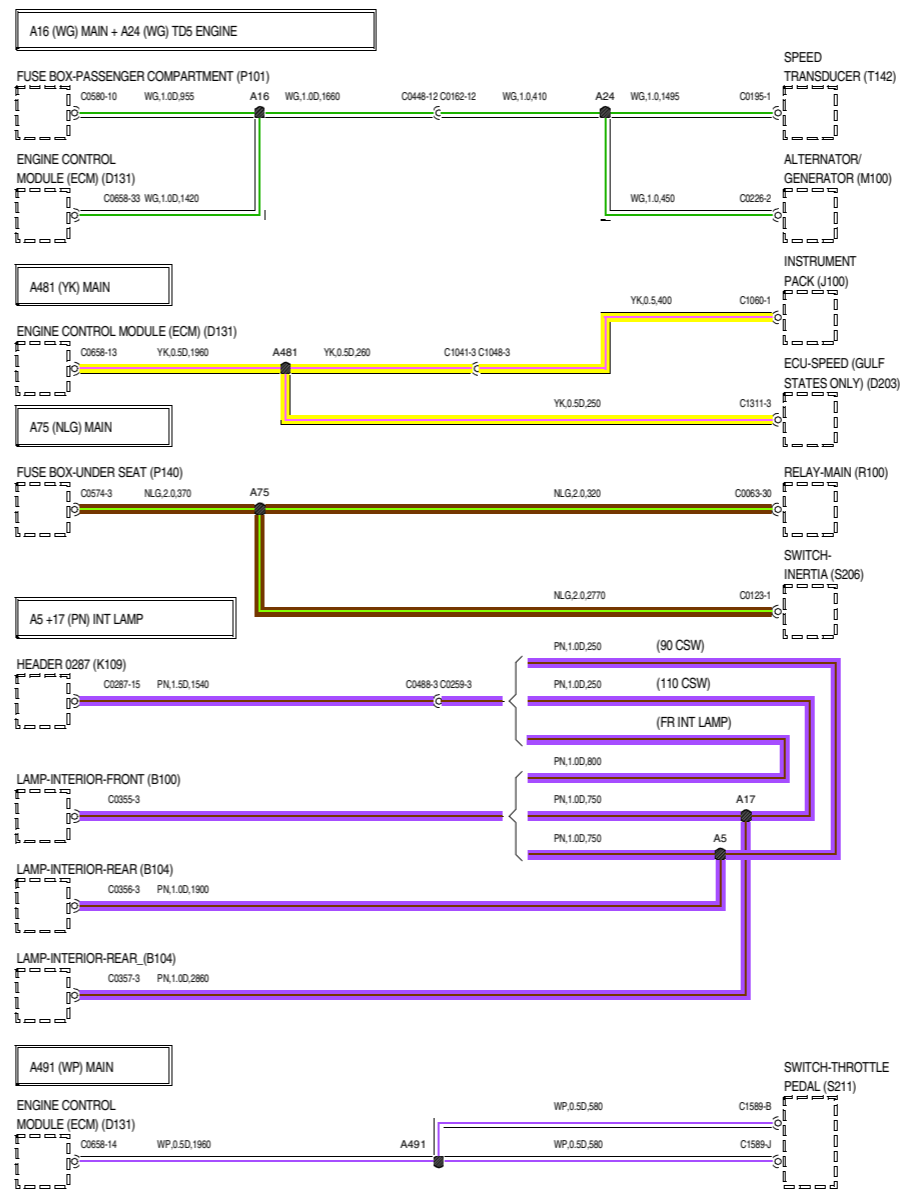 A16 (WG) MAIN + A24 (WG) TD5 ENGINE
SPEED
TRANSDUCER (T142)
FUSE BOX-PASSENGER COMPARTMENT (P101)
C0580-10 WG,1.0D,955 A16 WG,1.0D,1660 C0448-12 C0162-12 WG,1.0,410 A24 WG,1.0,1495 C0195-1
ENGINE CONTROL
MODULE (ECM) (D131)
ALTERNATOR/
GENERATOR (M100)
C0658-33 WG,1.0D,1420 WG,1.0,450 C0226-2
INSTRUMENT
PACK (J100)
A481 (YK) MAIN
YK,0.5,400 C1060-1
ENGINE CONTROL MODULE (ECM) (D131)
C0658-13 YK,0.5D,1960 A481 YK,0.5D,260 C1041-3 C1048-3
ECU-SPEED (GULF
STATES ONLY) (D203)
YK,0.5D,250 C1311-3
A75 (NLG) MAIN
FUSE BOX-UNDER SEAT (P140)
RELAY-MAIN (R100)
C0574-3 NLG,2.0,370 A75 NLG,2.0,320 C0063-30
SWITCH-
INERTIA (S206)
NLG,2.0,2770 C0123-1
A5 +17 (PN) INT LAMP
PN,1.0D,250 (90 CSW)
HEADER 0287 (K109)
C0287-15 PN,1.5D,1540 C0488-3 C0259-3 PN,1.0D,250 (110 CSW)
(FR INT LAMP)
PN,1.0D,800
LAMP-INTERIOR-FRONT (B100)
C0355-3 PN,1.0D,750 A17
PN,1.0D,750 A5
LAMP-INTERIOR-REAR (B104)
C0356-3 PN,1.0D,1900
LAMP-INTERIOR-REAR_(B104)
C0357-3 PN,1.0D,2860
A491 (WP) MAIN
SWITCH-THROTTLE
PEDAL (S211)
ENGINE CONTROL
MODULE (ECM) (D131)
WP,0.5D,580 C1589-B
C0658-14 WP,0.5D,1960 A491 WP,0.5D,580 C1589-J